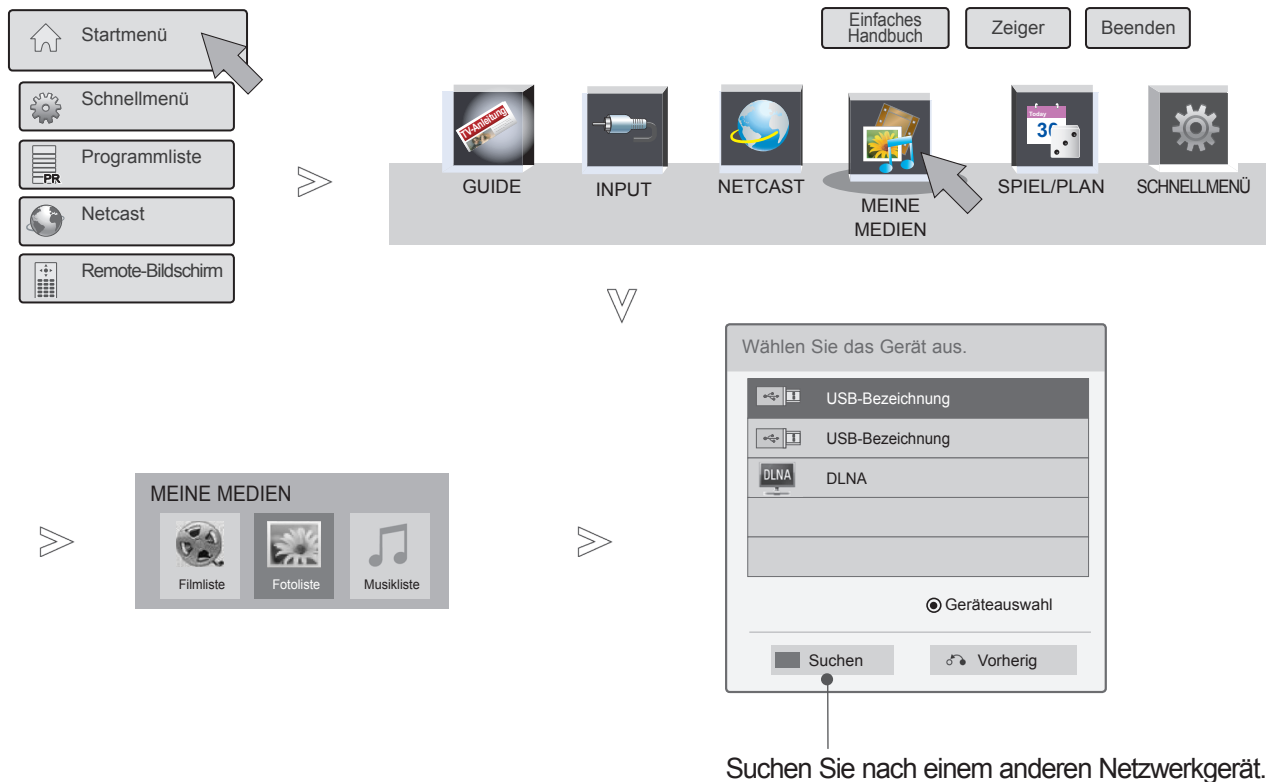 Startmenü
Schnellmenü
Programmliste
PR
Netcast
Remote-Bildschirm
Einfaches
Handbuch
Zeiger
Beenden
TV-Anleitung
Today
30
GUIDE
INPUT
NETCAST
MEINE
MEDIEN
SPIEL/PLAN
SCHNELLMENÜ
MEINE MEDIEN
Filmliste
Fotoliste
Musikliste
Wählen Sie das Gerät aus.
USB-Bezeichnung
USB-Bezeichnung
DLNA DLNA
Geräteauswahl
Suchen
Vorherig
Suchen Sie nach einem anderen Netzwerkgerät.